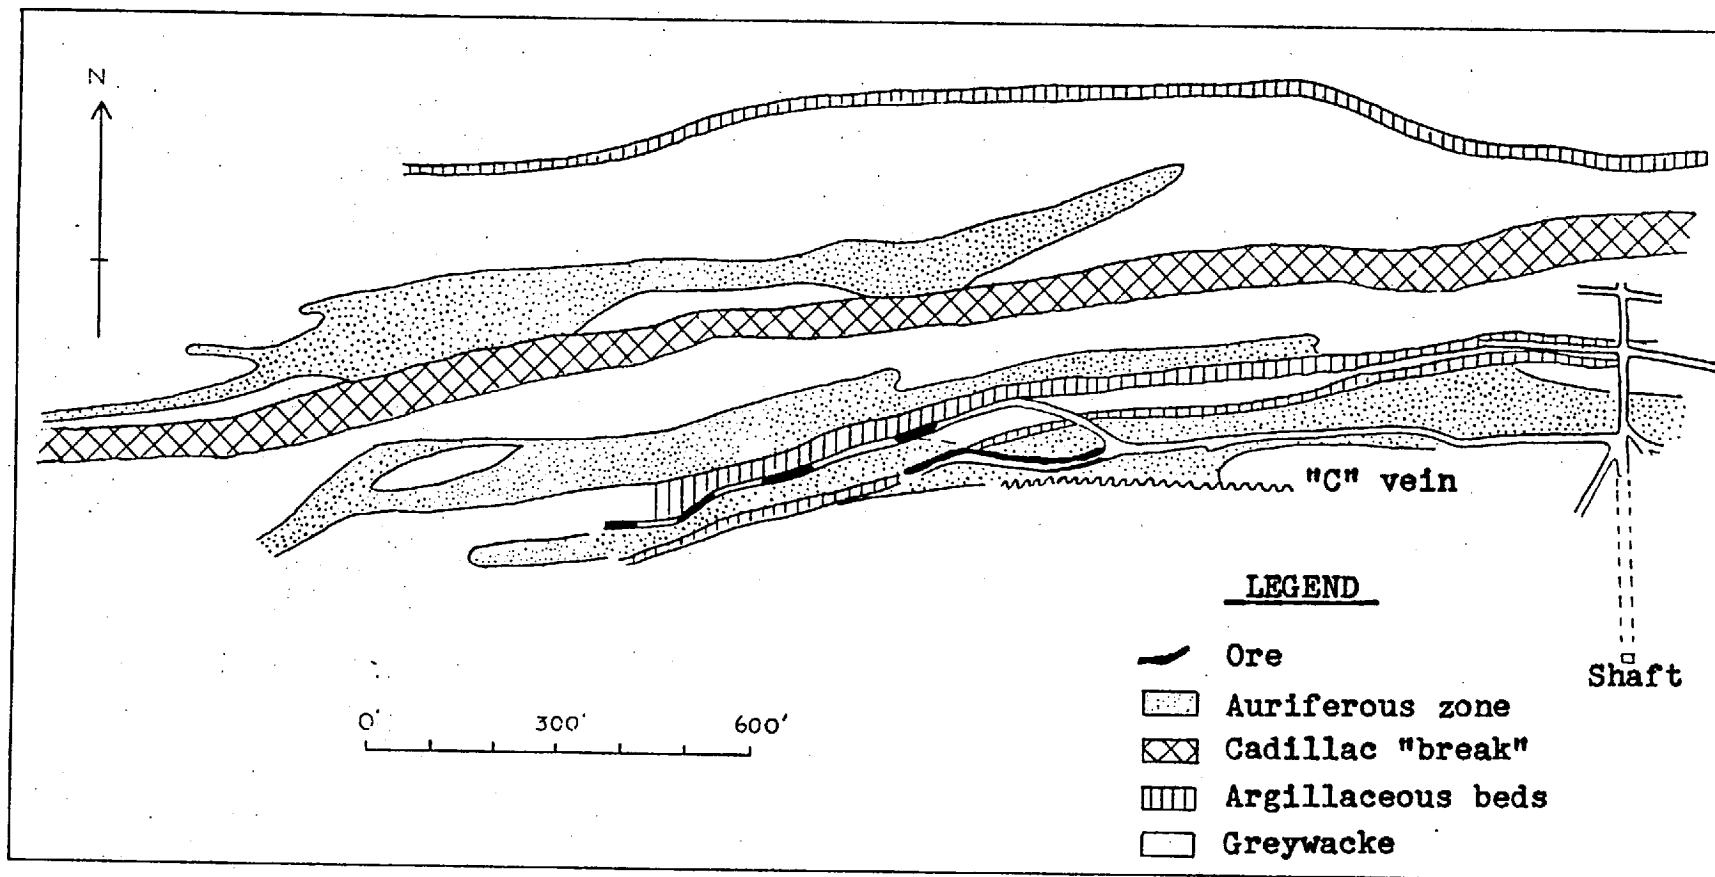 N
"C" vein
LEGEND
Ore
Shaft
Auriferous zone
0' 300' 600'
Cadillac "break"
Argillaceous beds
Greywacke